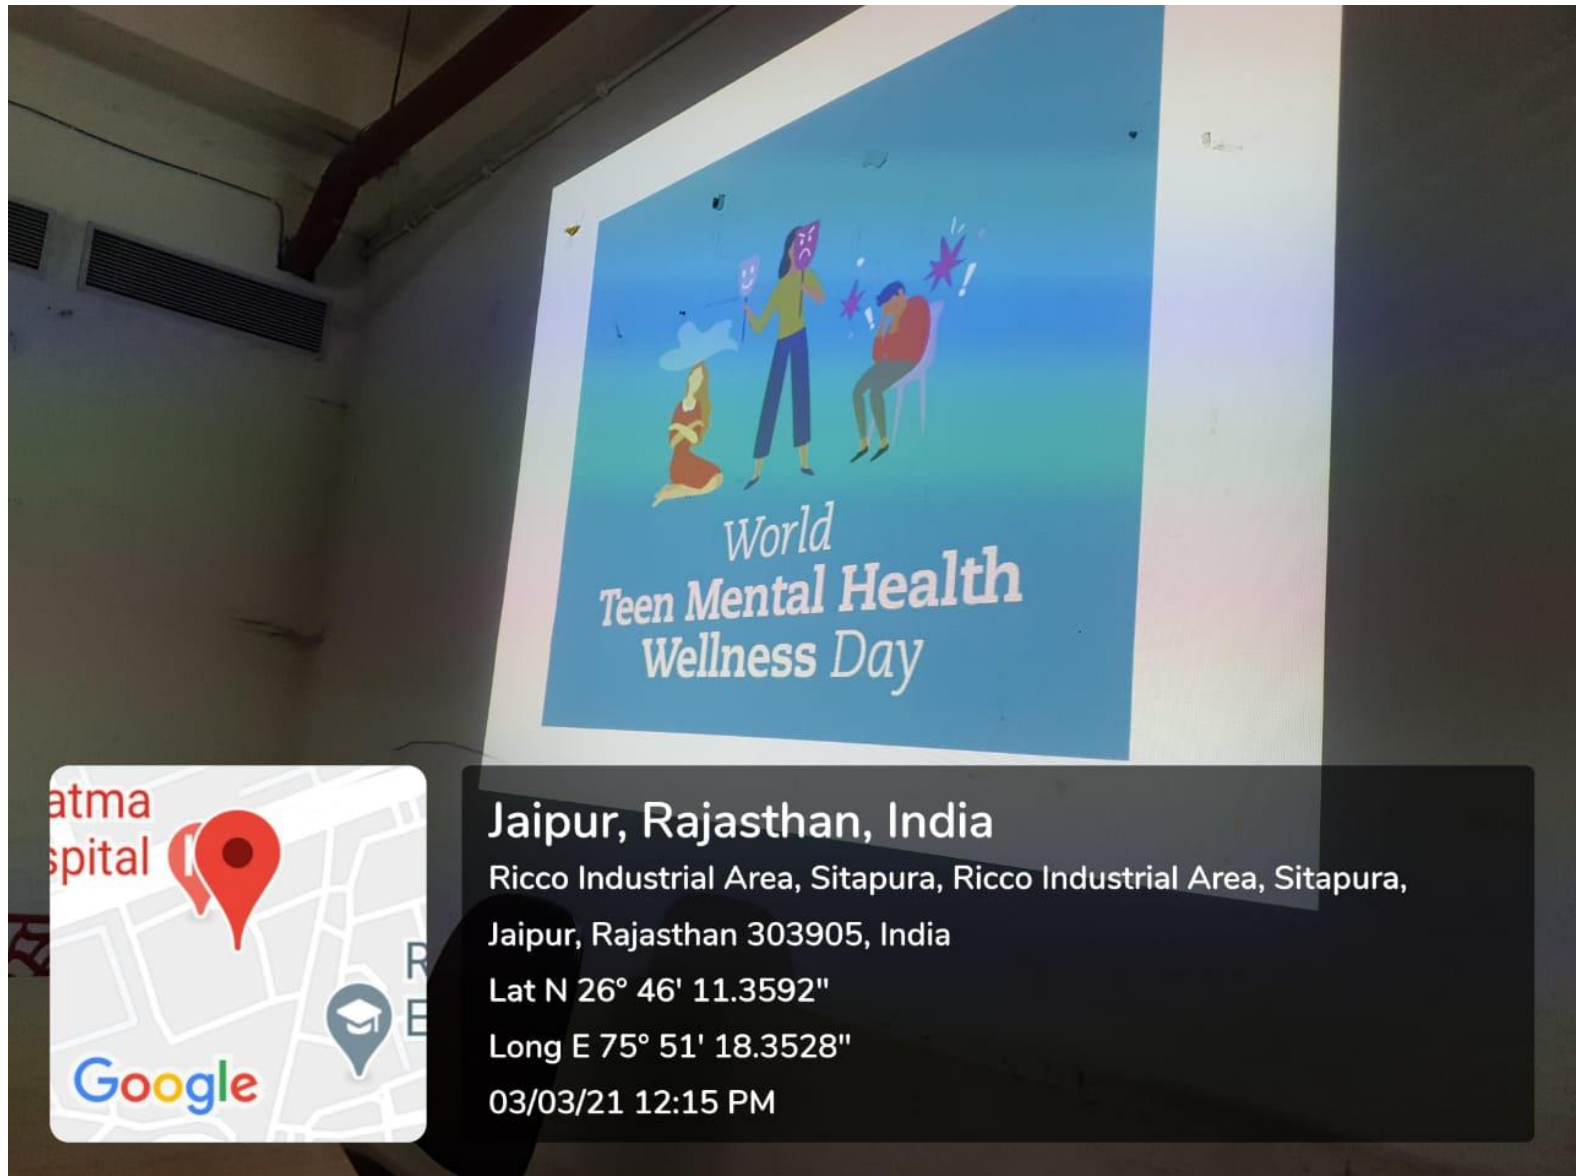 World
Teen Mental Health
Wellness Day
atma
spital
R
E
Google
Jaipur, Rajasthan, India
Ricco Industrial Area, Sitapura, Ricco Industrial Area, Sitapura,
Jaipur, Rajasthan 303905, India
Lat N 26° 46' 11.3592"
Long E 75° 51' 18.3528"
03/03/21 12:15 PM